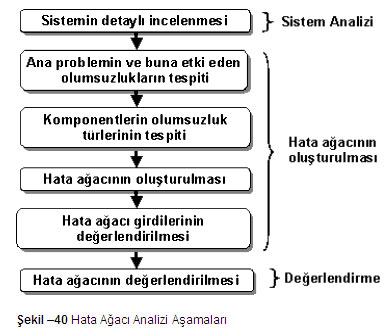 Sistemin detaylı incelenmesi
Sistem Analizi
Ana problemin ve buna etki eden
olumsuzlukların tespiti
Komponentlerin olumsuzluk
türlerinin tespiti
Hata ağacının
oluşturulması
Hata ağacının oluşturulması
Hata ağacı girdilerinin
değerlendirilmesi
Hata ağacının değerlendirilmesi
Değerlendirme
Şekil –40 Hata Ağacı Analizi Aşamaları